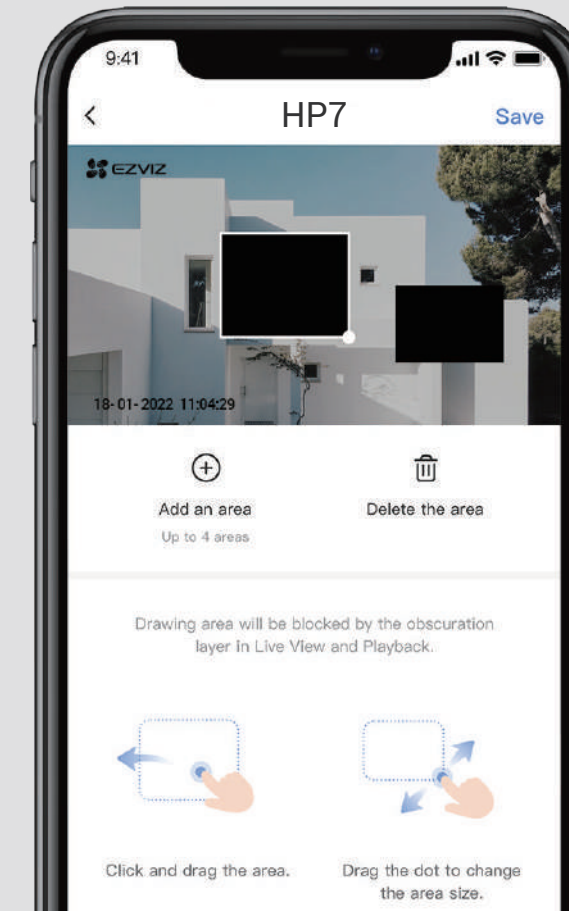 9:41
HP7
Save
EZVIZ
18-01-2022 11:04:29
Add an area
Delete the area
Up to 4 areas
Drawing area will be blocked by the obscuration
layer in Live View and Playback.
Click and drag the area.
Drag the dot to change
the area size.